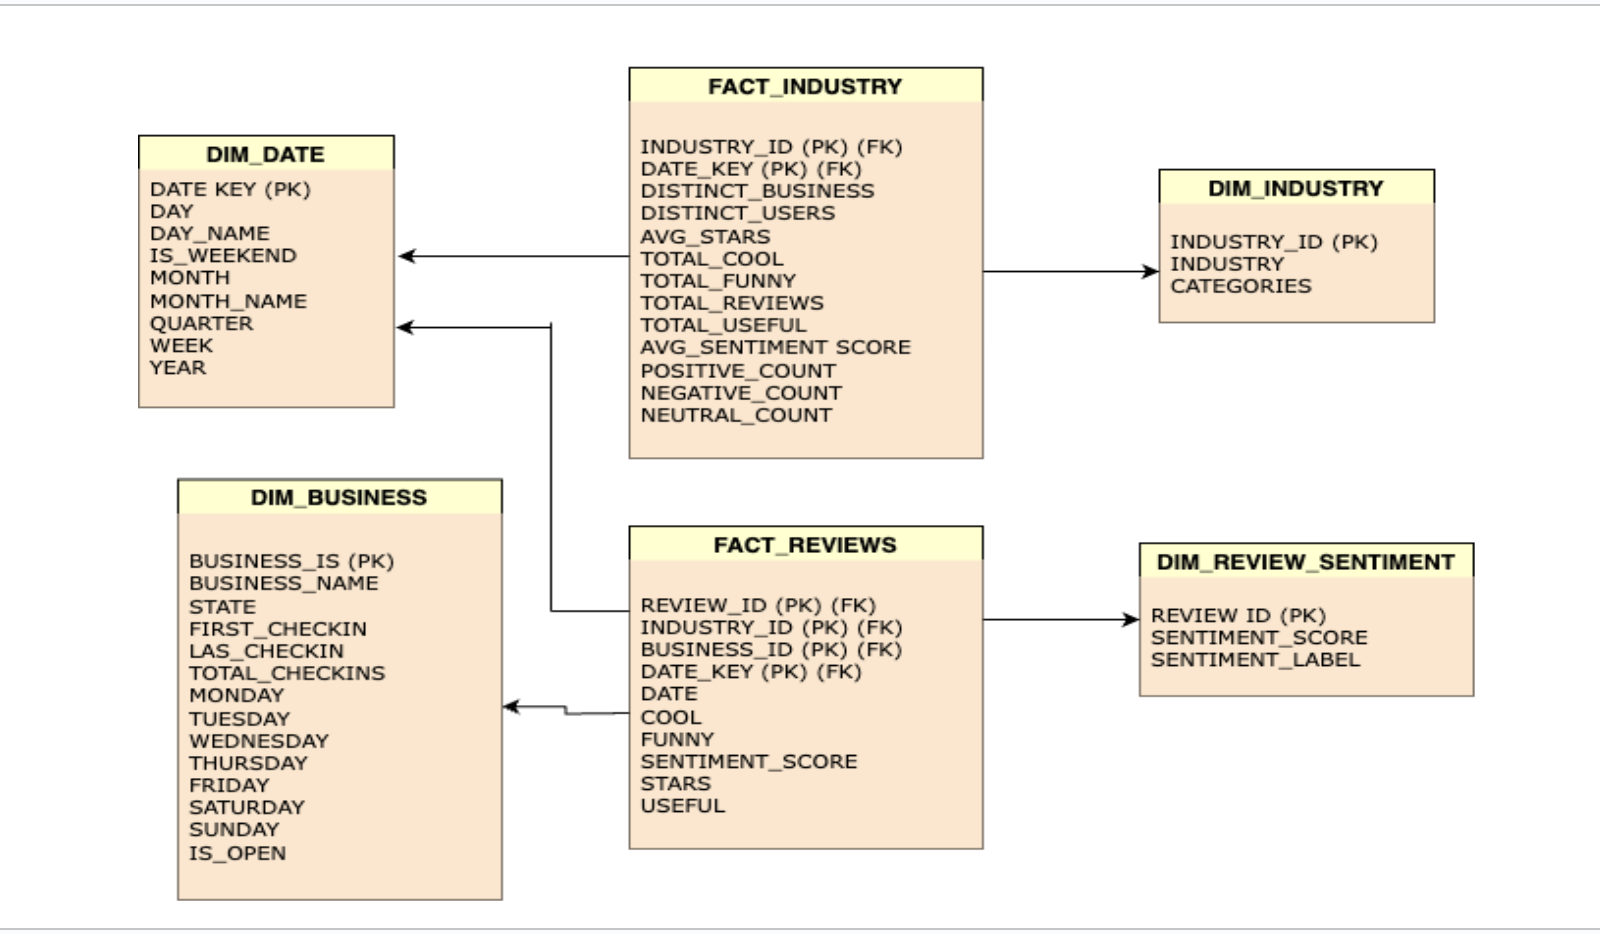 FACT_INDUSTRY
INDUSTRY_ID (PK) (FK)
DATE_KEY (PK) (FK)
DISTINCT_BUSINESS
DISTINCT_USERS
AVG_STARS
TOTAL_COOL
TOTAL_FUNNY
TOTAL_REVIEWS
TOTAL_USEFUL
AVG_SENTIMENT SCORE
POSITIVE_COUNT
NEGATIVE_COUNT
NEUTRAL_COUNT
DIM_DATE
DATE KEY (PK)
DAY
DAY_NAME
IS_WEEKEND
MONTH
MONTH_NAME
QUARTER
WEEK
YEAR
DIM_INDUSTRY
INDUSTRY_ID (PK)
INDUSTRY
CATEGORIES
DIM_BUSINESS
BUSINESS_IS (PK)
BUSINESS_NAME
STATE
FIRST_CHECKIN
LAS_CHECKIN
TOTAL_CHECKINS
MONDAY
TUESDAY
WEDNESDAY
THURSDAY
FRIDAY
SATURDAY
SUNDAY
IS_OPEN
FACT_REVIEWS
REVIEW_ID (PK) (FK)
INDUSTRY_ID (PK) (FK)
BUSINESS_ID (PK) (FK)
DATE_KEY (PK) (FK)
DATE
COOL
FUNNY
SENTIMENT_SCORE
STARS
USEFUL
DIM_REVIEW_SENTIMENT
REVIEW ID (PK)
SENTIMENT_SCORE
SENTIMENT_LABEL